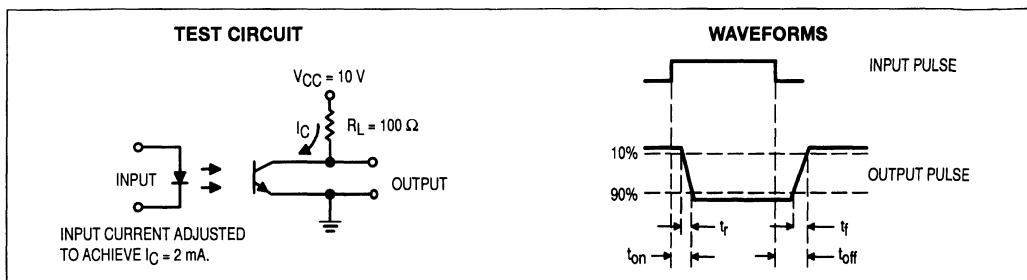 TEST CIRCUIT
VCC = 10 V
IC
RL = 100 Ω
INPUT
OUTPUT
INPUT CURRENT ADJUSTED
TO ACHIEVE IC = 2 mA.
WAVEFORMS
INPUT PULSE
10%
OUTPUT PULSE
90%
tr
tf
ton
toff